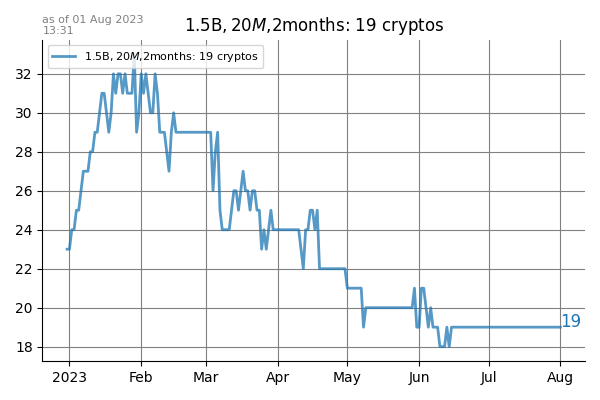 as of 01 Aug 2023
13:31
1.5B, 20M,2months: 19 cryptos
1.5B, 20M,2months: 19 cryptos
32
30
28
26
24
22
20
18
19
2023 Feb Mar Apr May Jun Jul Aug